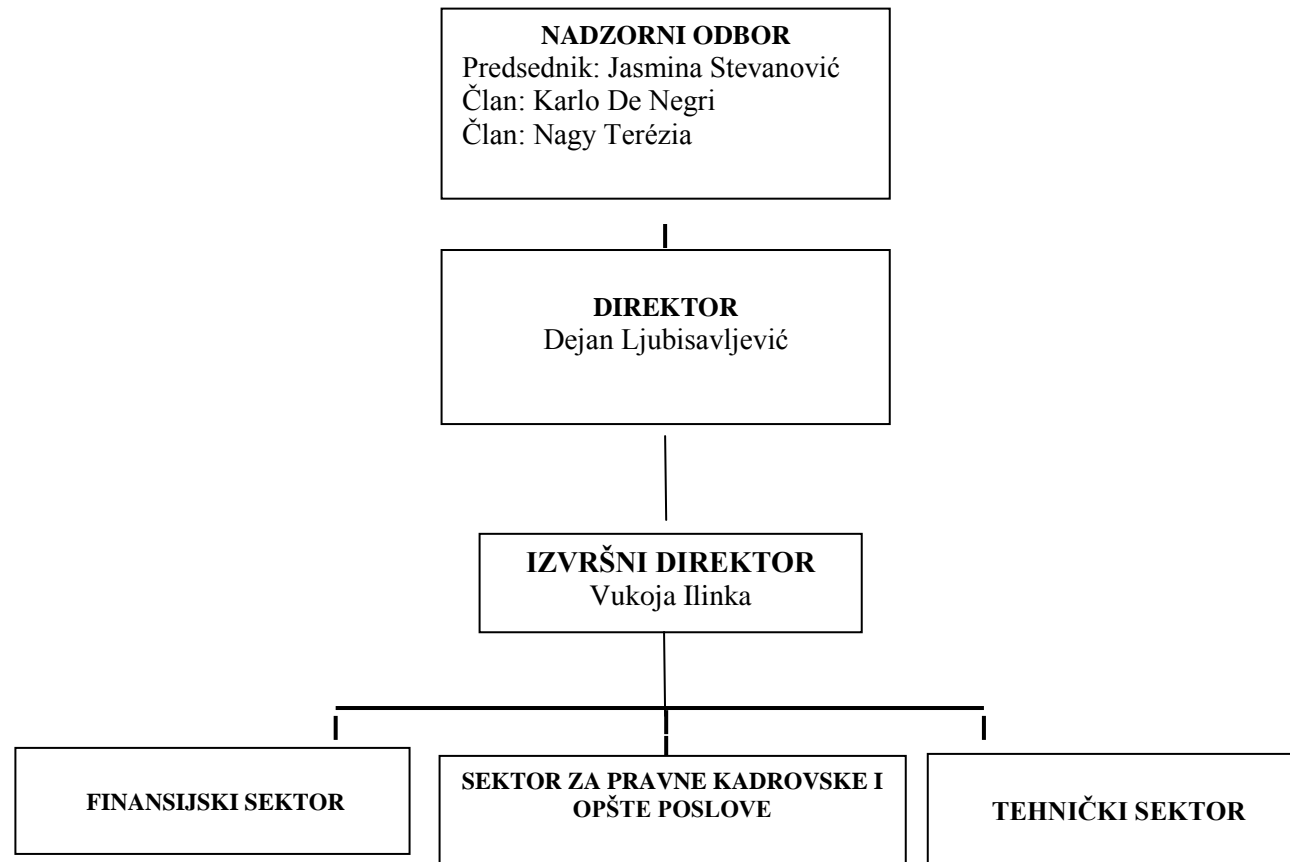 NADZORNI ODBOR
Predsednik: Jasmina Stevanović
Član: Karlo De Negri
Član: Nagy Terézia
DIREKTOR
Dejan Ljubisavljević
IZVRŠNI DIREKTOR
Vukoja Ilinka
FINANSIJSKI SEKTOR
SEKTOR ZA PRAVNE KADROVSKE I
OPŠTE POSLOVE
TEHNIČKI SEKTOR